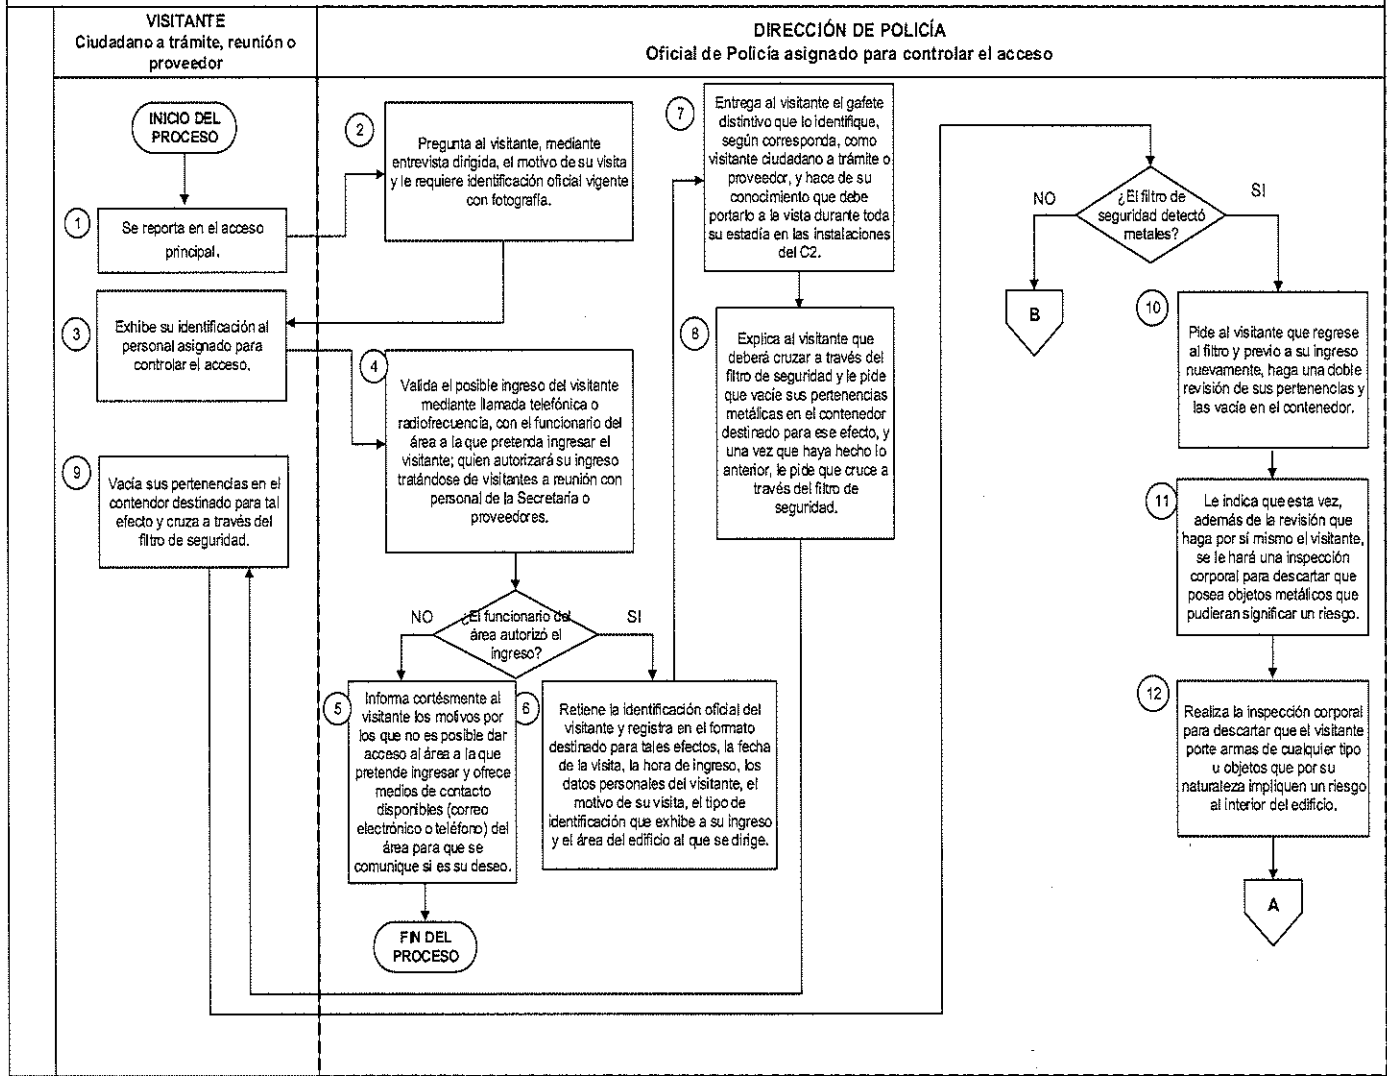 VISITANTE
Ciudadano a trámite, reunión o
proveedor
DIRECCIÓN DE POLICÍA
Oficial de Policía asignado para controlar el acceso
INICIO DEL
PROCESO
1
Se reporta en el acceso
principal.
2
Pregunta al visitante, mediante
entrevista dirigida, el motivo de su visita
y le requiere identificación oficial vigente
con fotografía.
3
Exhibe su identificación al
personal asignado para
controlar el acceso.
4
Valida el posible ingreso del visitante
mediante llamada telefónica o
radiofrecuencia, con el funcionario del
área a la que pretenda ingresar el
visitante; quien autorizará su ingreso
tratándose de visitantes a reunión con
personal de la Secretaría o
proveedores.
¿El funcionario del
área autorizó el
ingreso?
NO
SI
5
Informa cortésmente al
visitante los motivos por
los que no es posible dar
acceso al área a la que
pretende ingresar y ofrece
medios de contacto
disponibles (correo
electrónico o teléfono) del
área para que se
comunique si es su deseo.
FIN DEL
PROCESO
6
Retiene la identificación oficial del
visitante y registra en el formato
destinado para tales efectos, la fecha
de la visita, la hora de ingreso, los
datos personales del visitante, el
motivo de su visita, el tipo de
identificación que exhibe a su ingreso
y el área del edificio al que se dirige.
7
Entrega al visitante el gafete
distintivo que lo identifique,
según corresponda, como
visitante ciudadano a trámite o
proveedor, y hace de su
conocimiento que debe
portarlo a la vista durante toda
su estadía en las instalaciones
del C2.
8
Explica al visitante que
deberá cruzar a través del
filtro de seguridad y le pide
que vacíe sus pertenencias
metálicas en el contenedor
destinado para ese efecto, y
una vez que haya hecho lo
anterior, le pide que cruce a
través del filtro de
seguridad.
9
Vacía sus pertenencias en el
contendor destinado para tal
efecto y cruza a través del
filtro de seguridad.
¿El filtro de
seguridad detectó
metales?
NO
SI
B
10
Pide al visitante que regrese
al filtro y previo a su ingreso
nuevamente, haga una doble
revisión de sus pertenencias y
las vacíe en el contenedor.
11
Le indica que esta vez,
además de la revisión que
haga por sí mismo el visitante,
se le hará una inspección
corporal para descartar que
posea objetos metálicos que
pudieran significar un riesgo.
12
Realiza la inspección corporal
para descartar que el visitante
porte armas de cualquier tipo
u objetos que por su
naturaleza impliquen un riesgo
al interior del edificio.
A